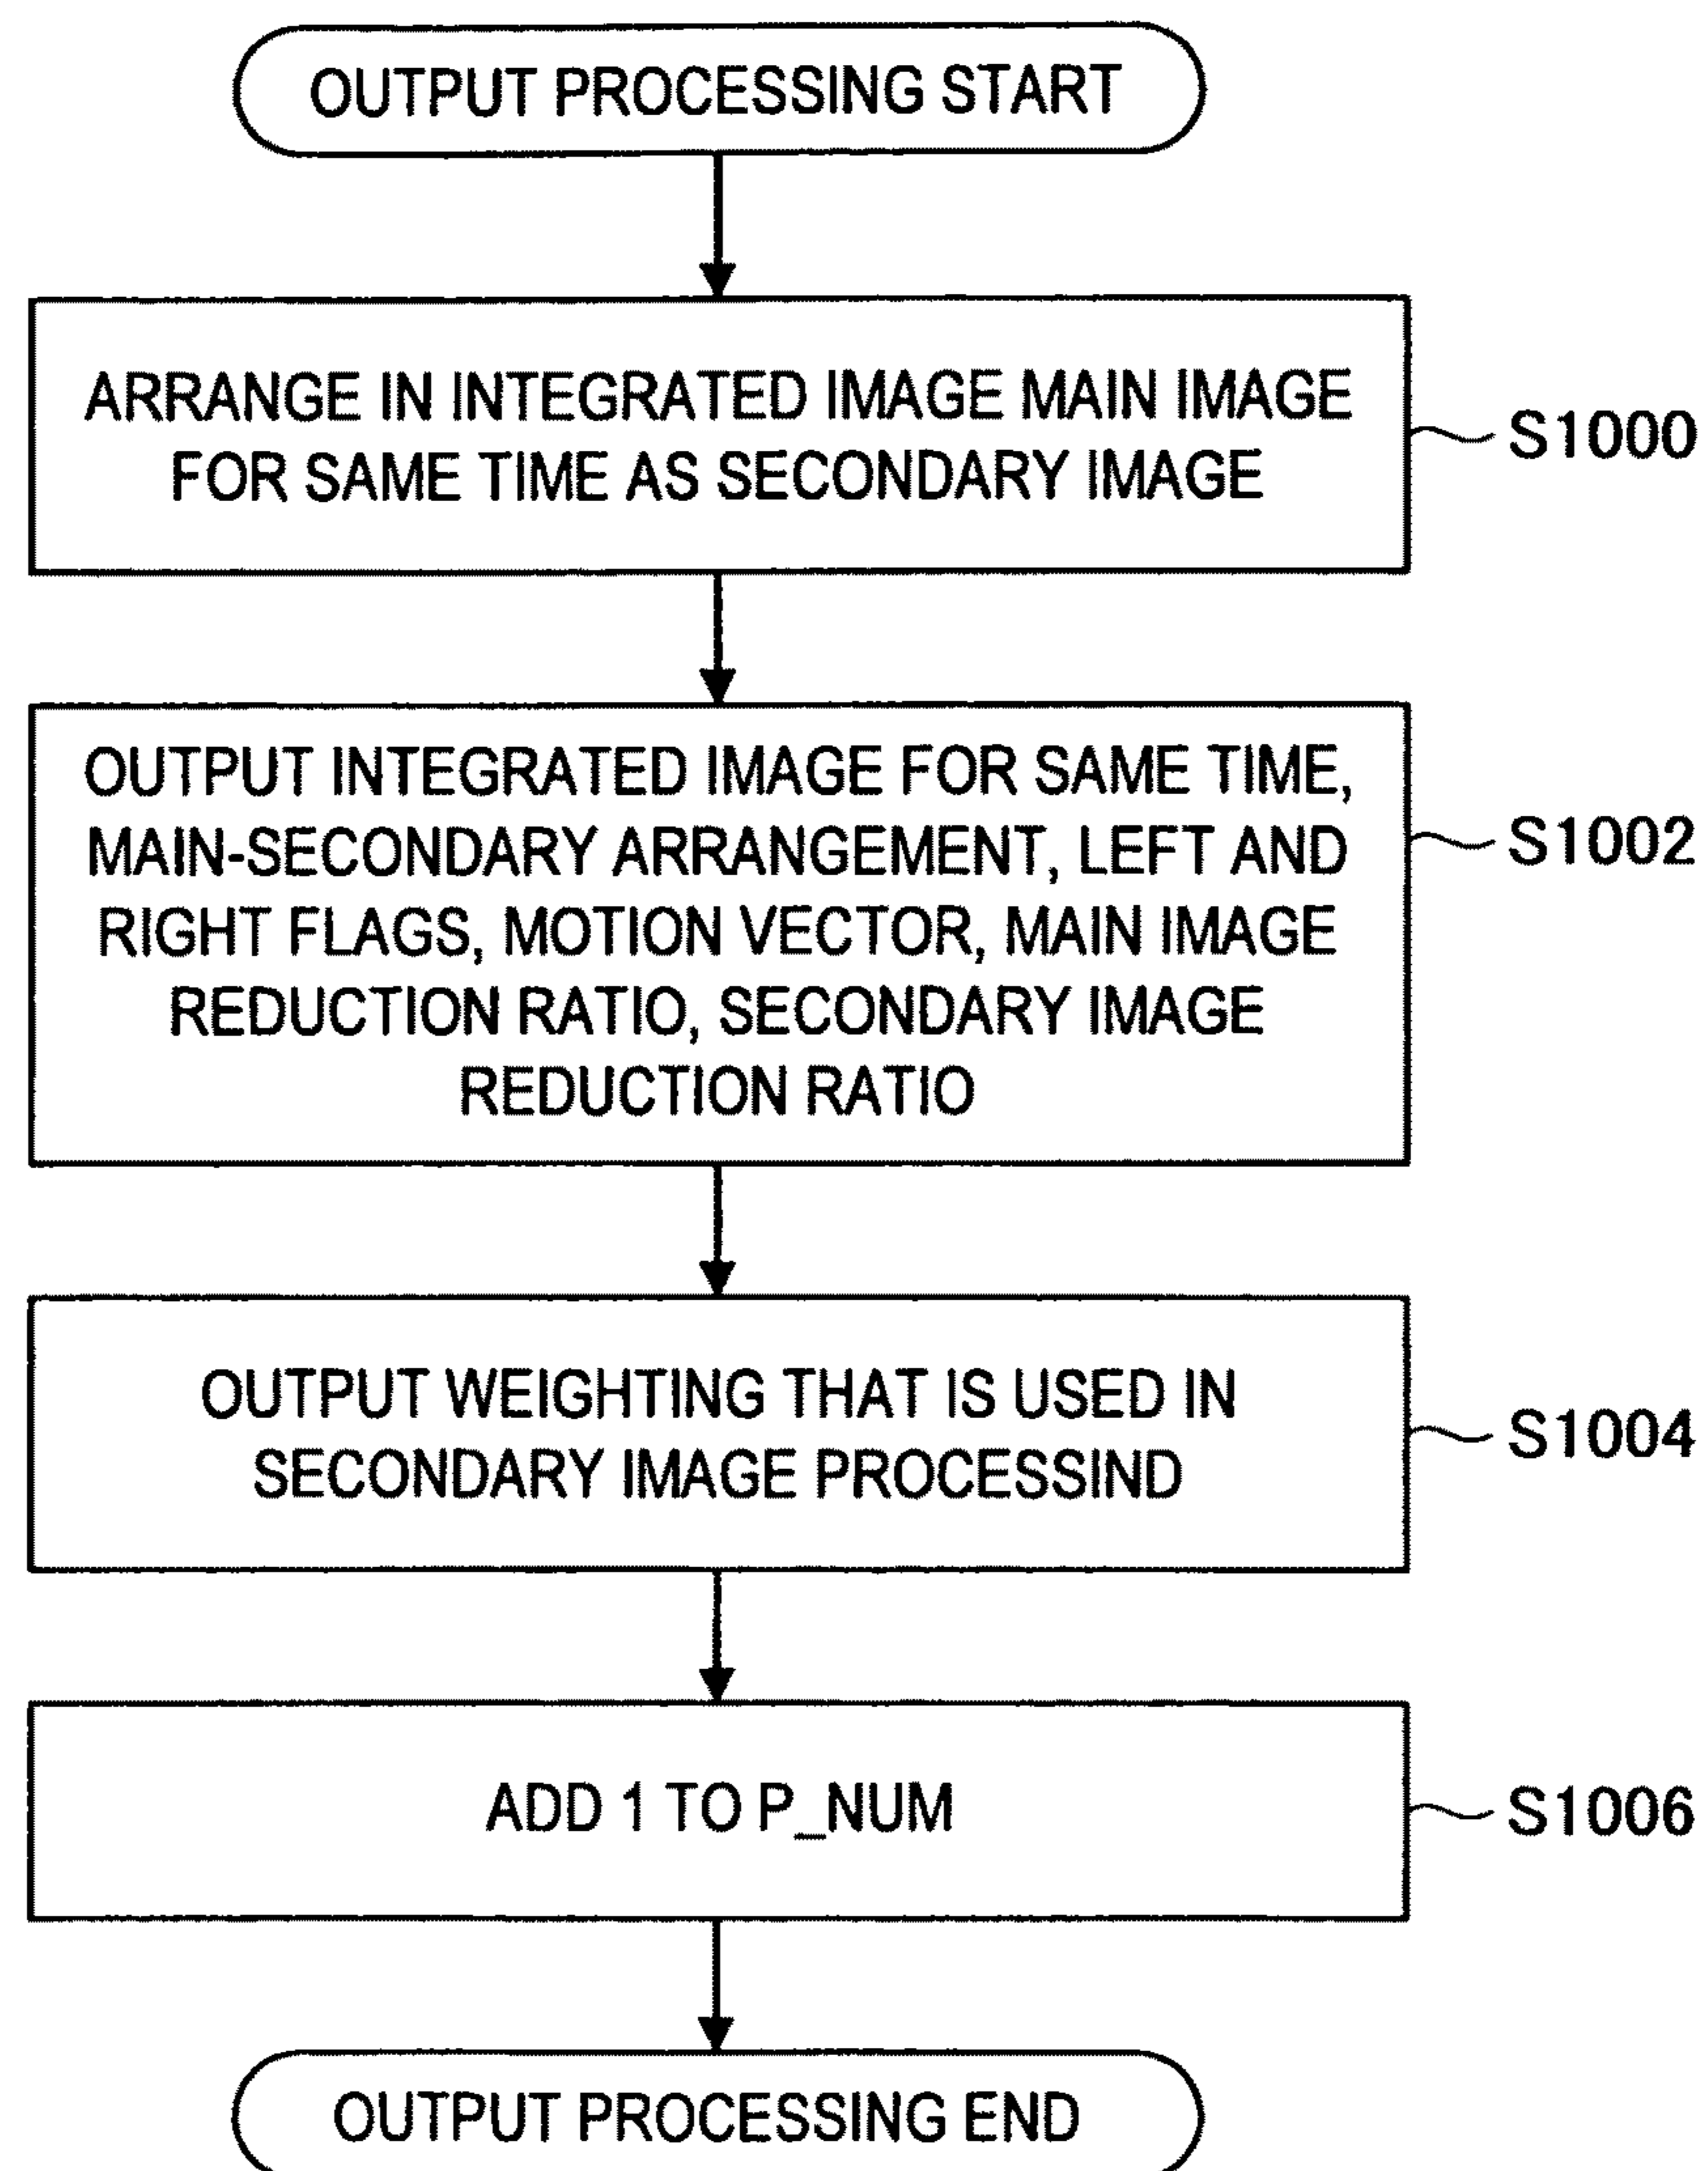 OUTPUT PROCESSING START
ARRANGE IN INTEGRATED IMAGE MAIN IMAGE
FOR SAME TIME AS SECONDARY IMAGE
S1000
OUTPUT INTEGRATED IMAGE FOR SAME TIME,
MAIN-SECONDARY ARRANGEMENT, LEFT AND
RIGHT FLAGS, MOTION VECTOR, MAIN IMAGE
REDUCTION RATIO, SECONDARY IMAGE
REDUCTION RATIO
S1002
OUTPUT WEIGHTING THAT IS USED IN
SECONDARY IMAGE PROCESSIND
S1004
ADD 1 TO P_NUM
S1006
OUTPUT PROCESSING END